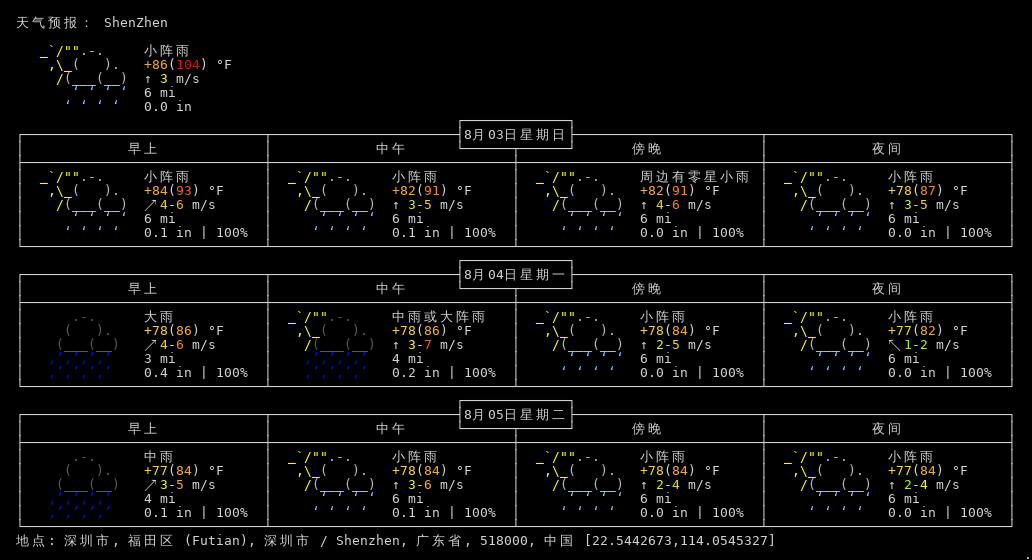 天气预报： ShenZhen
小阵雨
+86(104) °F
↑ 3 m/s
6 mi
0.0 in
8月03日星期日
早上 中午 傍晚 夜间
小阵雨 小阵雨 周边有零星小雨 小阵雨
+84(93) °F +82(91) °F +82(91) °F +78(87) °F
↗ 4-6 m/s ↑ 3-5 m/s ↑ 4-6 m/s ↑ 3-5 m/s
6 mi 6 mi 6 mi 6 mi
0.1 in | 100% 0.1 in | 100% 0.0 in | 100% 0.0 in | 100%
8月04日星期一
早上 中午 傍晚 夜间
大雨 中雨或大阵雨 小阵雨 小阵雨
+78(86) °F +78(86) °F +78(84) °F +77(82) °F
↗ 4-6 m/s ↑ 3-7 m/s ↑ 2-5 m/s ↖ 1-2 m/s
3 mi 4 mi 6 mi 6 mi
0.4 in | 100% 0.2 in | 100% 0.0 in | 100% 0.0 in | 100%
8月05日星期二
早上 中午 傍晚 夜间
中雨 小阵雨 小阵雨 小阵雨
+77(84) °F +78(84) °F +78(84) °F +77(84) °F
↗ 3-5 m/s ↑ 3-6 m/s ↑ 2-4 m/s ↑ 2-4 m/s
4 mi 6 mi 6 mi 6 mi
0.1 in | 100% 0.1 in | 100% 0.0 in | 100% 0.0 in | 100%
地点: 深圳市, 福田区 (Futian), 深圳市 / Shenzhen, 广东省, 518000, 中国 [22.5442673,114.0545327]